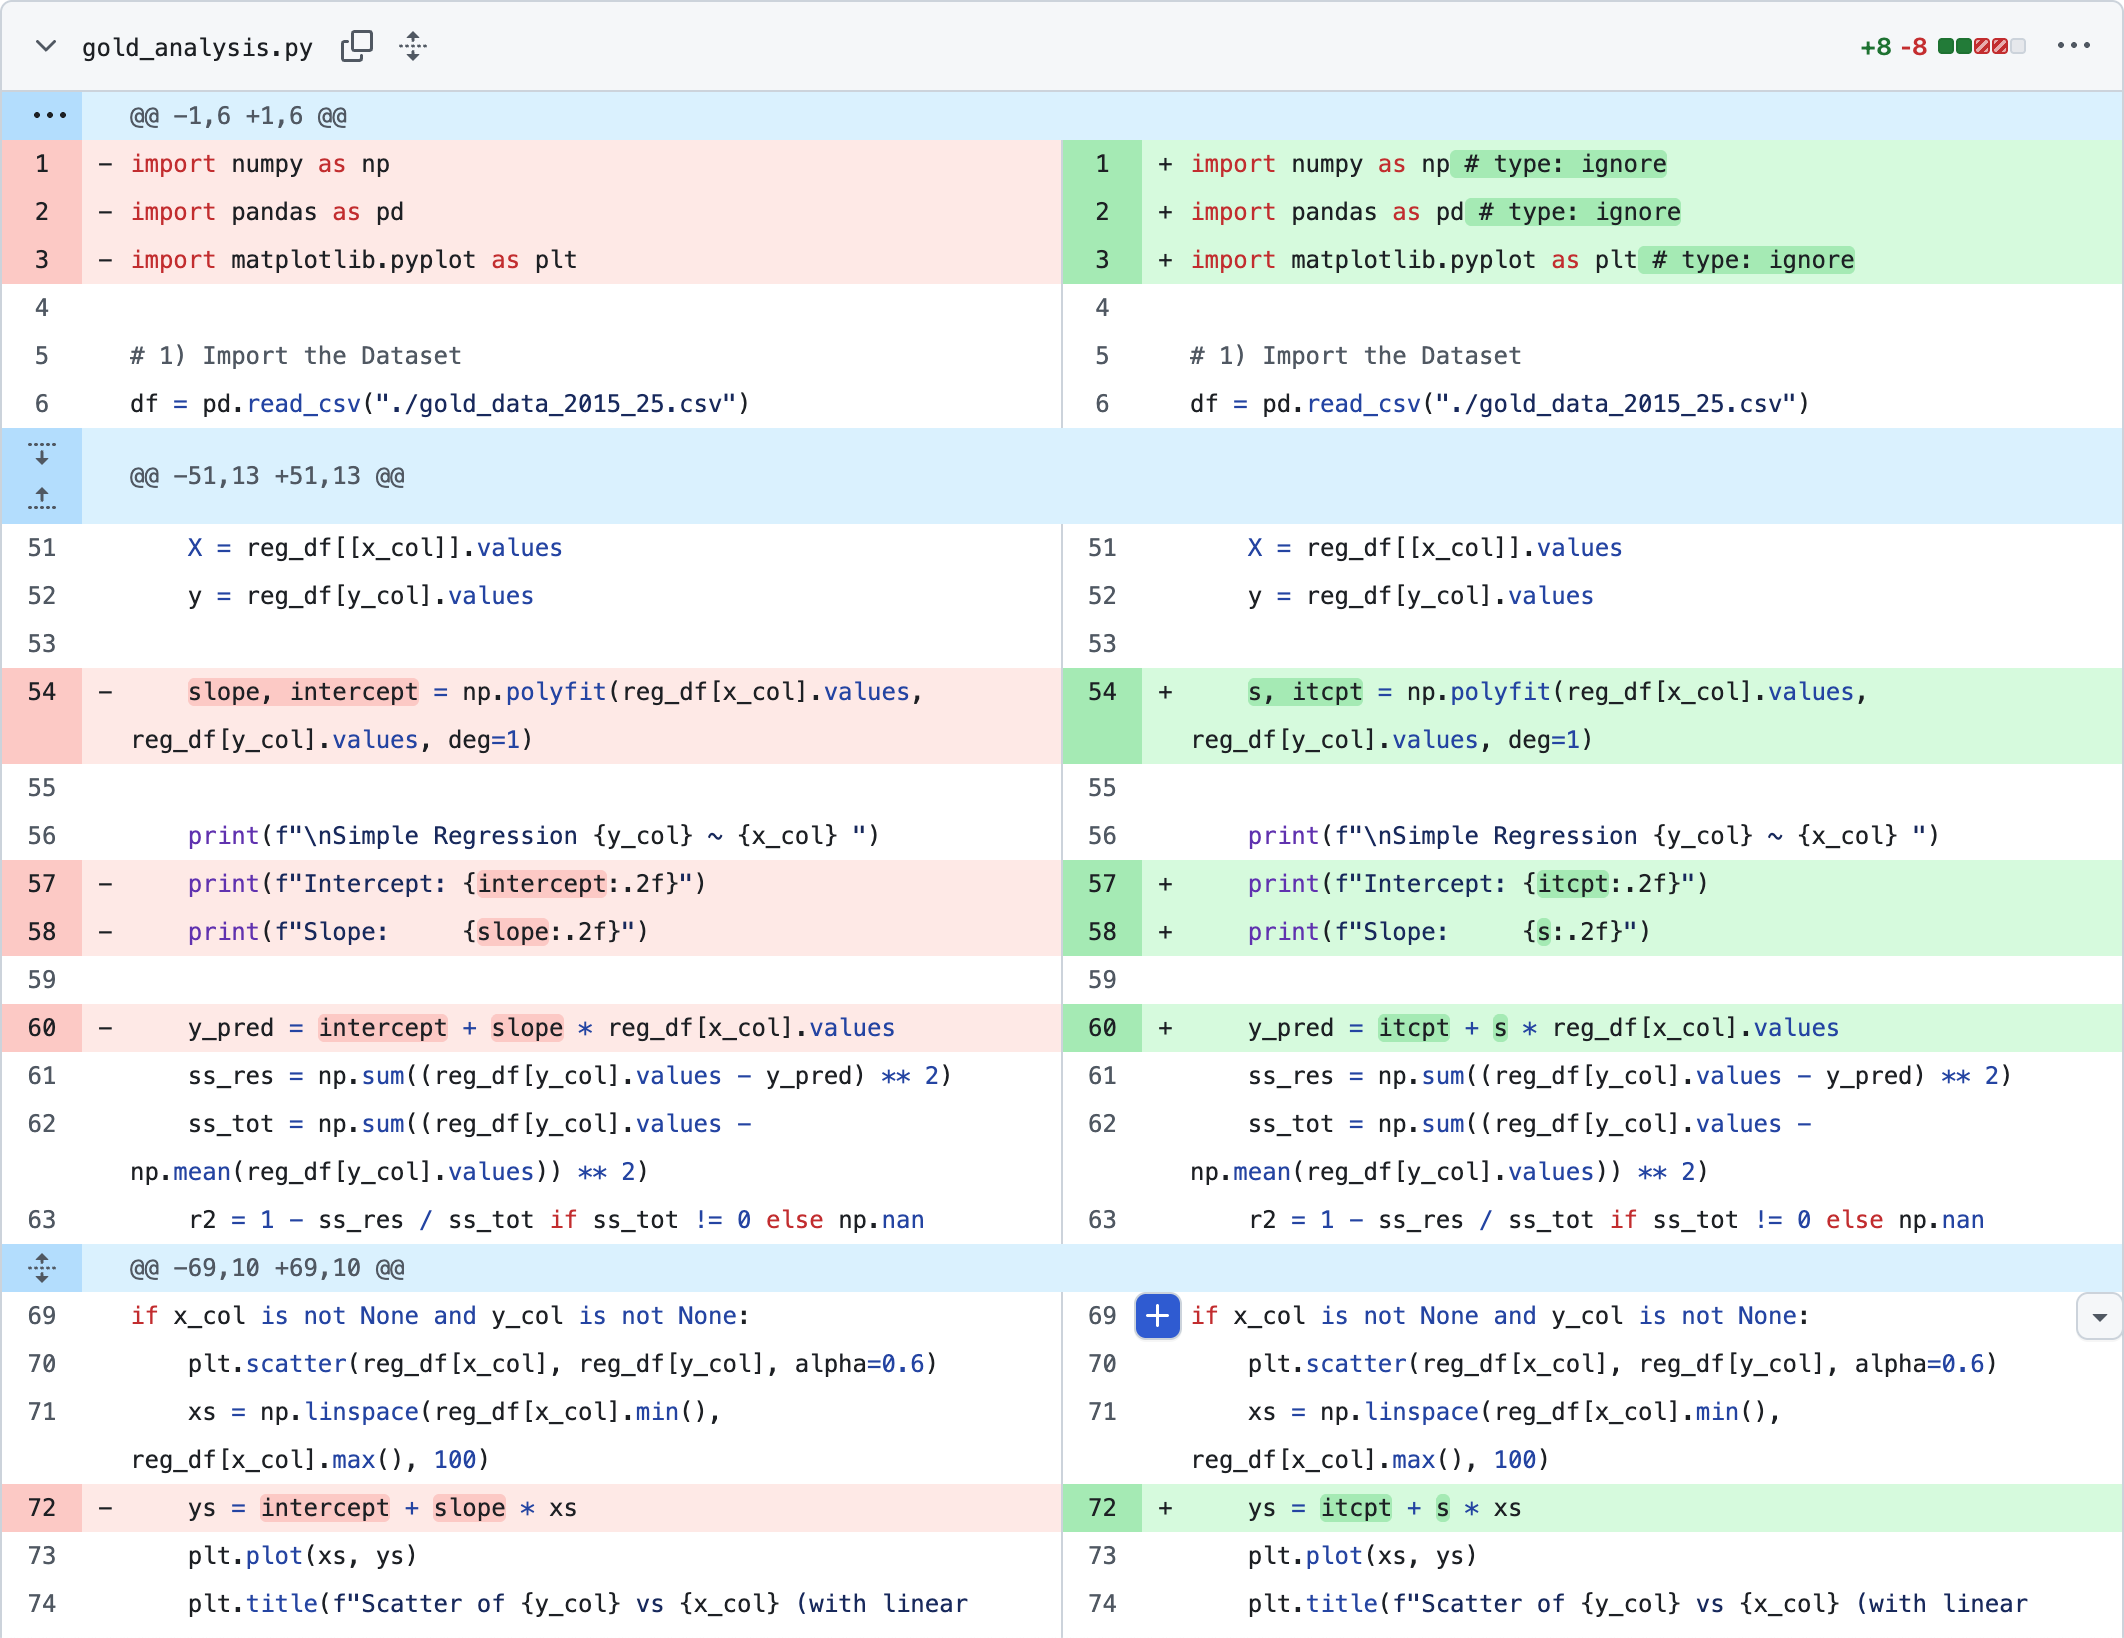 gold_analysis.py +8 -8
@@ -1,6 +1,6 @@
1 - import numpy as np 1 + import numpy as np # type: ignore
2 - import pandas as pd 2 + import pandas as pd # type: ignore
3 - import matplotlib.pyplot as plt 3 + import matplotlib.pyplot as plt # type: ignore
4 4
5 # 1) Import the Dataset 5 # 1) Import the Dataset
6 df = pd.read_csv("./gold_data_2015_25.csv") 6 df = pd.read_csv("./gold_data_2015_25.csv")
@@ -51,13 +51,13 @@
51 X = reg_df[[x_col]].values 51 X = reg_df[[x_col]].values
52 y = reg_df[y_col].values 52 y = reg_df[y_col].values
53 53
54 - slope, intercept = np.polyfit(reg_df[x_col].values, 54 + s, itcpt = np.polyfit(reg_df[x_col].values,
reg_df[y_col].values, deg=1) reg_df[y_col].values, deg=1)
55 55
56 print(f"\nSimple Regression {y_col} ~ {x_col} ") 56 print(f"\nSimple Regression {y_col} ~ {x_col} ")
57 - print(f"Intercept: {intercept:.2f}") 57 + print(f"Intercept: {itcpt:.2f}")
58 - print(f"Slope:     {slope:.2f}") 58 + print(f"Slope:     {s:.2f}")
59 59
60 - y_pred = intercept + slope * reg_df[x_col].values 60 + y_pred = itcpt + s * reg_df[x_col].values
61 ss_res = np.sum((reg_df[y_col].values - y_pred) ** 2) 61 ss_res = np.sum((reg_df[y_col].values - y_pred) ** 2)
62 ss_tot = np.sum((reg_df[y_col].values - 62 ss_tot = np.sum((reg_df[y_col].values -
np.mean(reg_df[y_col].values)) ** 2) np.mean(reg_df[y_col].values)) ** 2)
63 r2 = 1 - ss_res / ss_tot if ss_tot != 0 else np.nan 63 r2 = 1 - ss_res / ss_tot if ss_tot != 0 else np.nan
@@ -69,10 +69,10 @@
69 if x_col is not None and y_col is not None: 69 if x_col is not None and y_col is not None:
70 plt.scatter(reg_df[x_col], reg_df[y_col], alpha=0.6) 70 plt.scatter(reg_df[x_col], reg_df[y_col], alpha=0.6)
71 xs = np.linspace(reg_df[x_col].min(), 71 xs = np.linspace(reg_df[x_col].min(),
reg_df[x_col].max(), 100) reg_df[x_col].max(), 100)
72 - ys = intercept + slope * xs 72 + ys = itcpt + s * xs
73 plt.plot(xs, ys) 73 plt.plot(xs, ys)
74 plt.title(f"Scatter of {y_col} vs {x_col} (with linear 74 plt.title(f"Scatter of {y_col} vs {x_col} (with linear